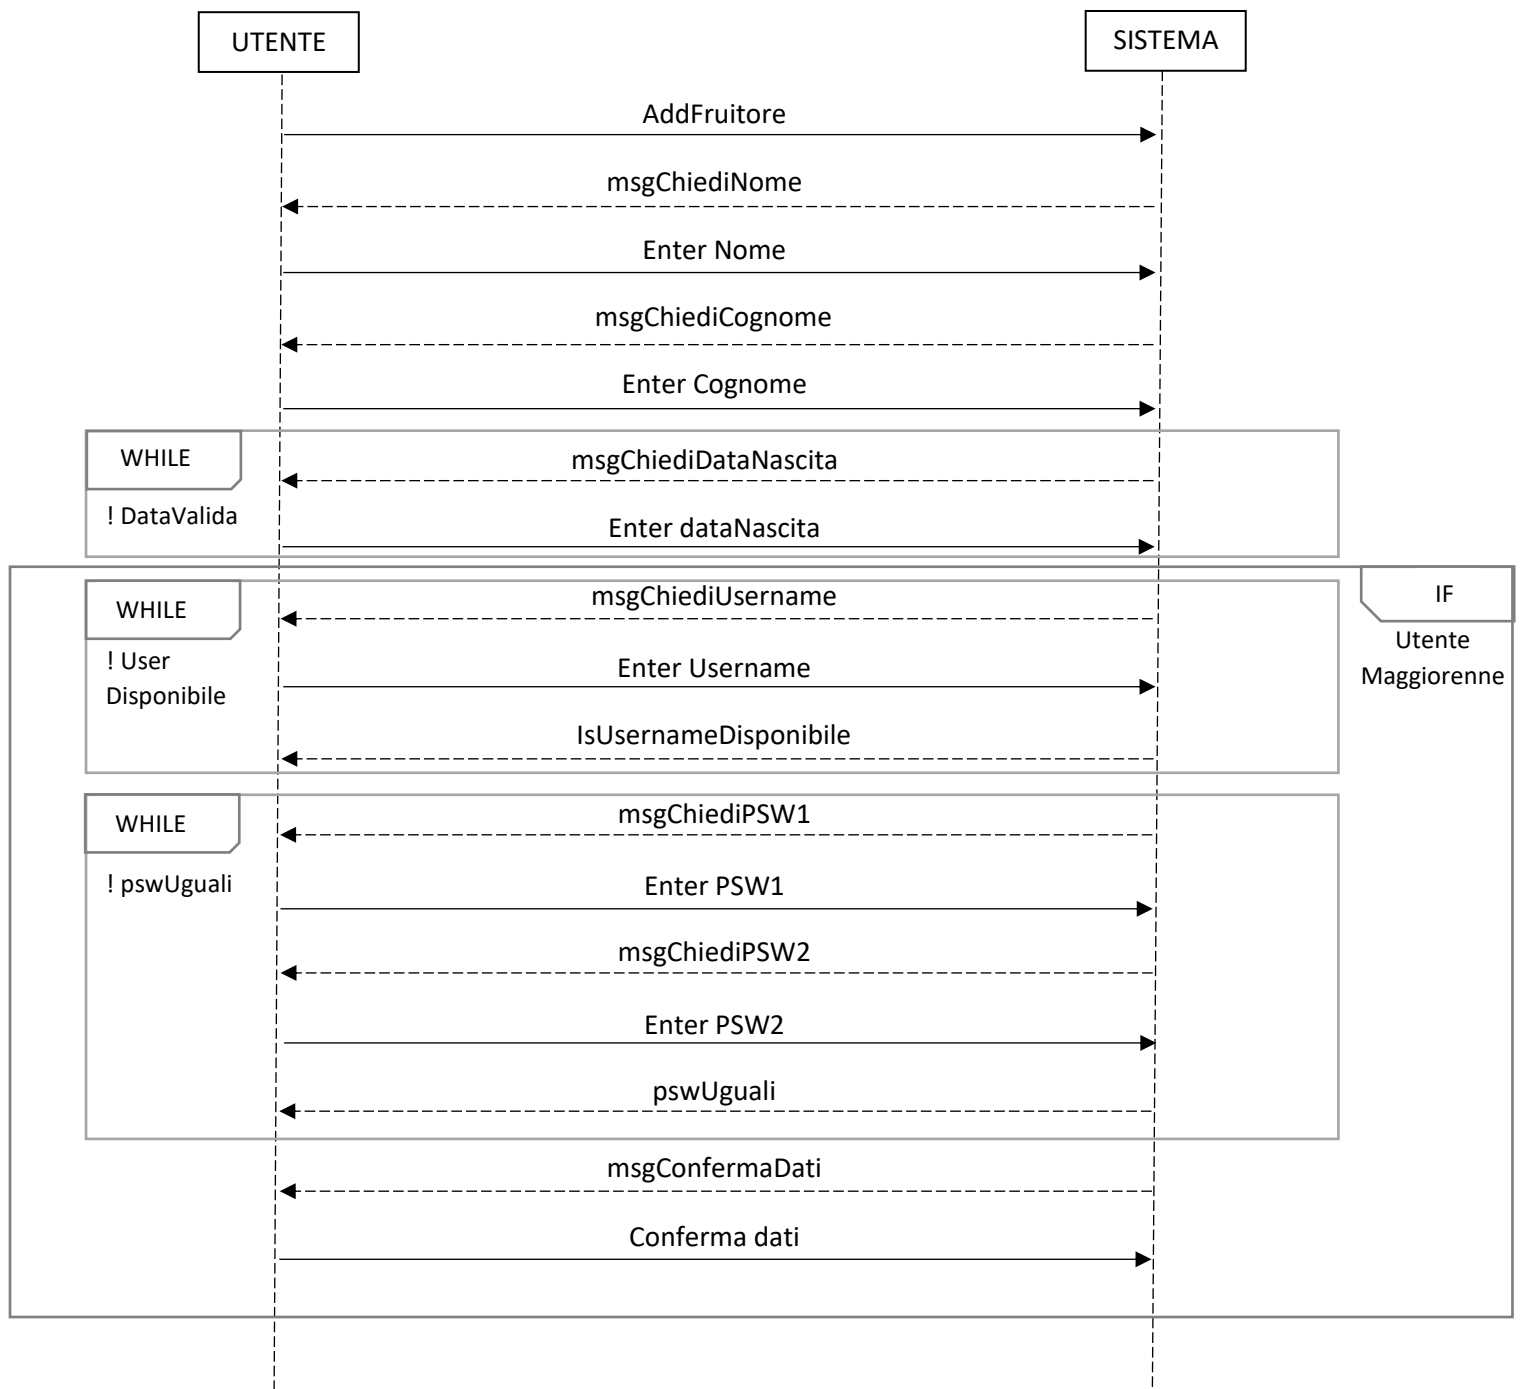 UTENTE
SISTEMA
AddFruitore
msgChiediNome
Enter Nome
msgChiediCognome
Enter Cognome
WHILE
msgChiediDataNascita
! DataValida
Enter dataNascita
IF
Utente
Maggiorenne
WHILE
msgChiediUsername
! User
Disponibile
Enter Username
IsUsernameDisponibile
WHILE
msgChiediPSW1
! pswUguali
Enter PSW1
msgChiediPSW2
Enter PSW2
pswUguali
msgConfermaDati
Conferma dati